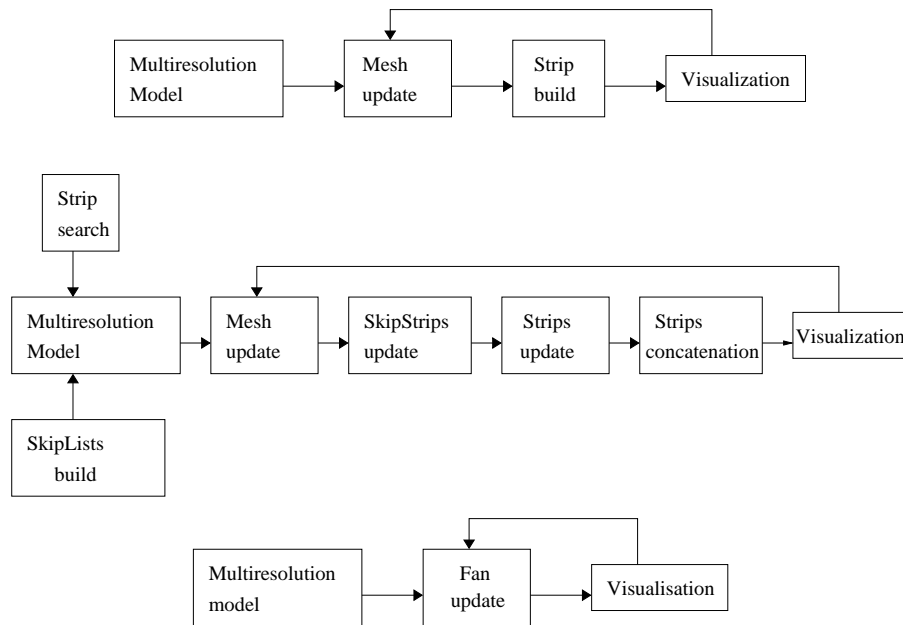 Multiresolution
Model
Mesh
update
Strip
build
Visualization
Strip
search
Multiresolution
Model
Mesh
update
SkipStrips
update
Strips
update
Strips
concatenation
Visualization
SkipLists
build
Multiresolution
model
Fan
update
Visualisation